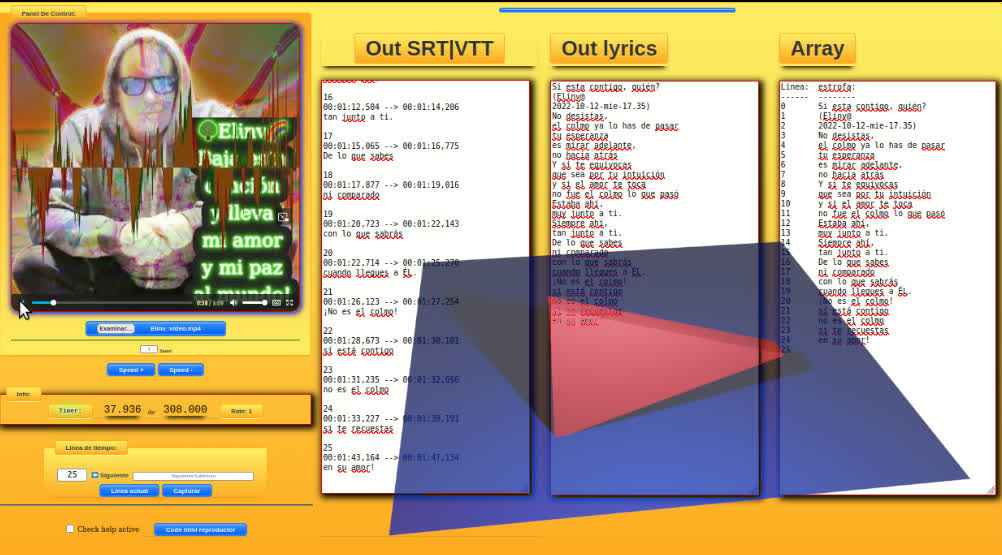 Panel De Control:
Eliny
Bajaesta
canción
y lleva
mi amor
y mi paz
al mundo!
0:38 / 5:09
Examinar... Eliny_video.mp4
1
Speed + Speed -
Info:
Timer: 37.936 de 308.000 Rate: 1
Línea de tiempo:
25 Siguiente
Línea actual Capturar
Check help active Code html reproductor
Out SRT|VTT
16
00:01:12,504 --> 00:01:14,206
tan junto a ti.
17
00:01:15,065 --> 00:01:16,775
De lo que sabes
18
00:01:17,877 --> 00:01:19,016
ni comparado
19
00:01:20,723 --> 00:01:22,143
con lo que sabrás
20
00:01:22,714 --> 00:01:25,270
cuando llegues a ÉL.
21
00:01:26,123 --> 00:01:27,254
¡No es el colmo!
22
00:01:28,673 --> 00:01:30,101
si está contigo
23
00:01:31,235 --> 00:01:32,656
no es el colmo
24
00:01:33,227 --> 00:01:39,191
si te recuestas
25
00:01:43,164 --> 00:01:47,134
en su amor!
Out lyrics
Si esta contigo, quién?
(Eliny@
2022-10-12-mie-17.35)
No desistas,
el colmo ya lo has de pasar
tu esperanza
es mirar adelante,
no hacia atrás
Y si te equivocas
que sea por tu intuición
y si el amor te toca
no fue el colmo lo que pasó
Estaba ahí,
muy junto a ti.
Siempre ahí,
tan junto a ti.
De lo que sabes
ni comparado
con lo que sabrás
cuando llegues a ÉL.
¡No es el colmo!
si está contigo
no es el colmo
si te recuestas
en su amor!
Array
Linea: estrofa:
------ --------
0 Si esta contigo, quién?
1 (Eliny@
2 2022-10-12-mie-17.35)
3 No desistas,
4 el colmo ya lo has de pasar
5 tu esperanza
6 es mirar adelante,
7 no hacia atrás
8 Y si te equivocas
9 que sea por tu intuición
10 y si el amor te toca
11 no fue el colmo lo que pasó
12 Estaba ahí,
13 muy junto a ti.
14 Siempre ahí,
15 tan junto a ti.
16 De lo que sabes
17 ni comparado
18 con lo que sabrás
19 cuando llegues a ÉL.
20 ¡No es el colmo!
21 si está contigo
22 no es el colmo
23 si te recuestas
24 en su amor!
25